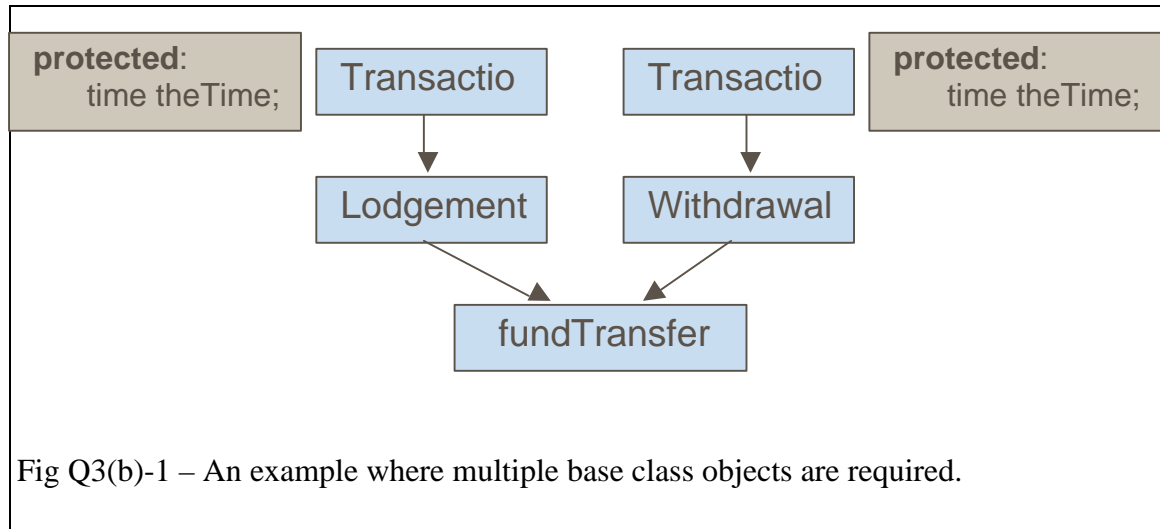 protected:
time theTime;
Transactio
Transactio
protected:
time theTime;
Lodgement
Withdrawal
fundTransfer
Fig Q3(b)-1 – An example where multiple base class objects are required.